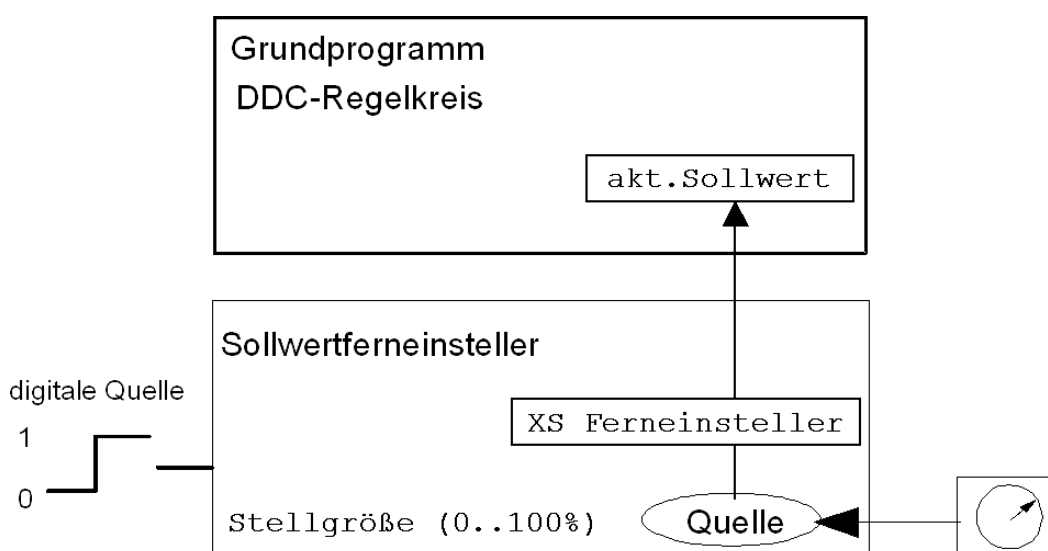 Grundprogramm
DDC-Regelkreis
akt.Sollwert
Sollwertferneinsteller
digitale Quelle
1
XS Ferneinsteller
0
Stellgröße (0..100%)
Quelle